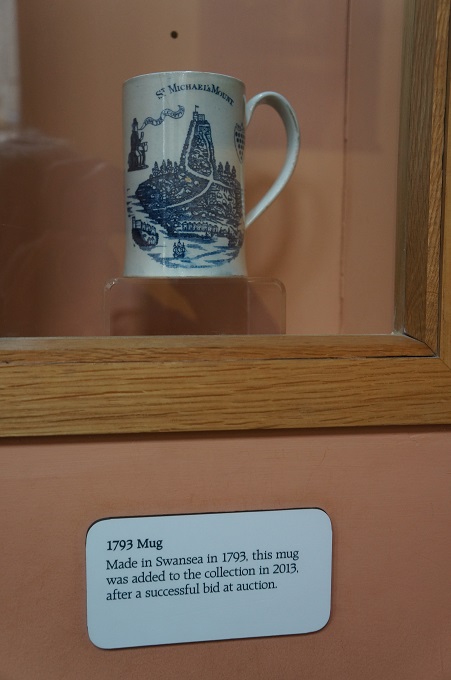 St MICHAEL'S MOUNT
1793 Mug
Made in Swansea in 1793, this mug
was added to the collection in 2013,
after a successful bid at auction.